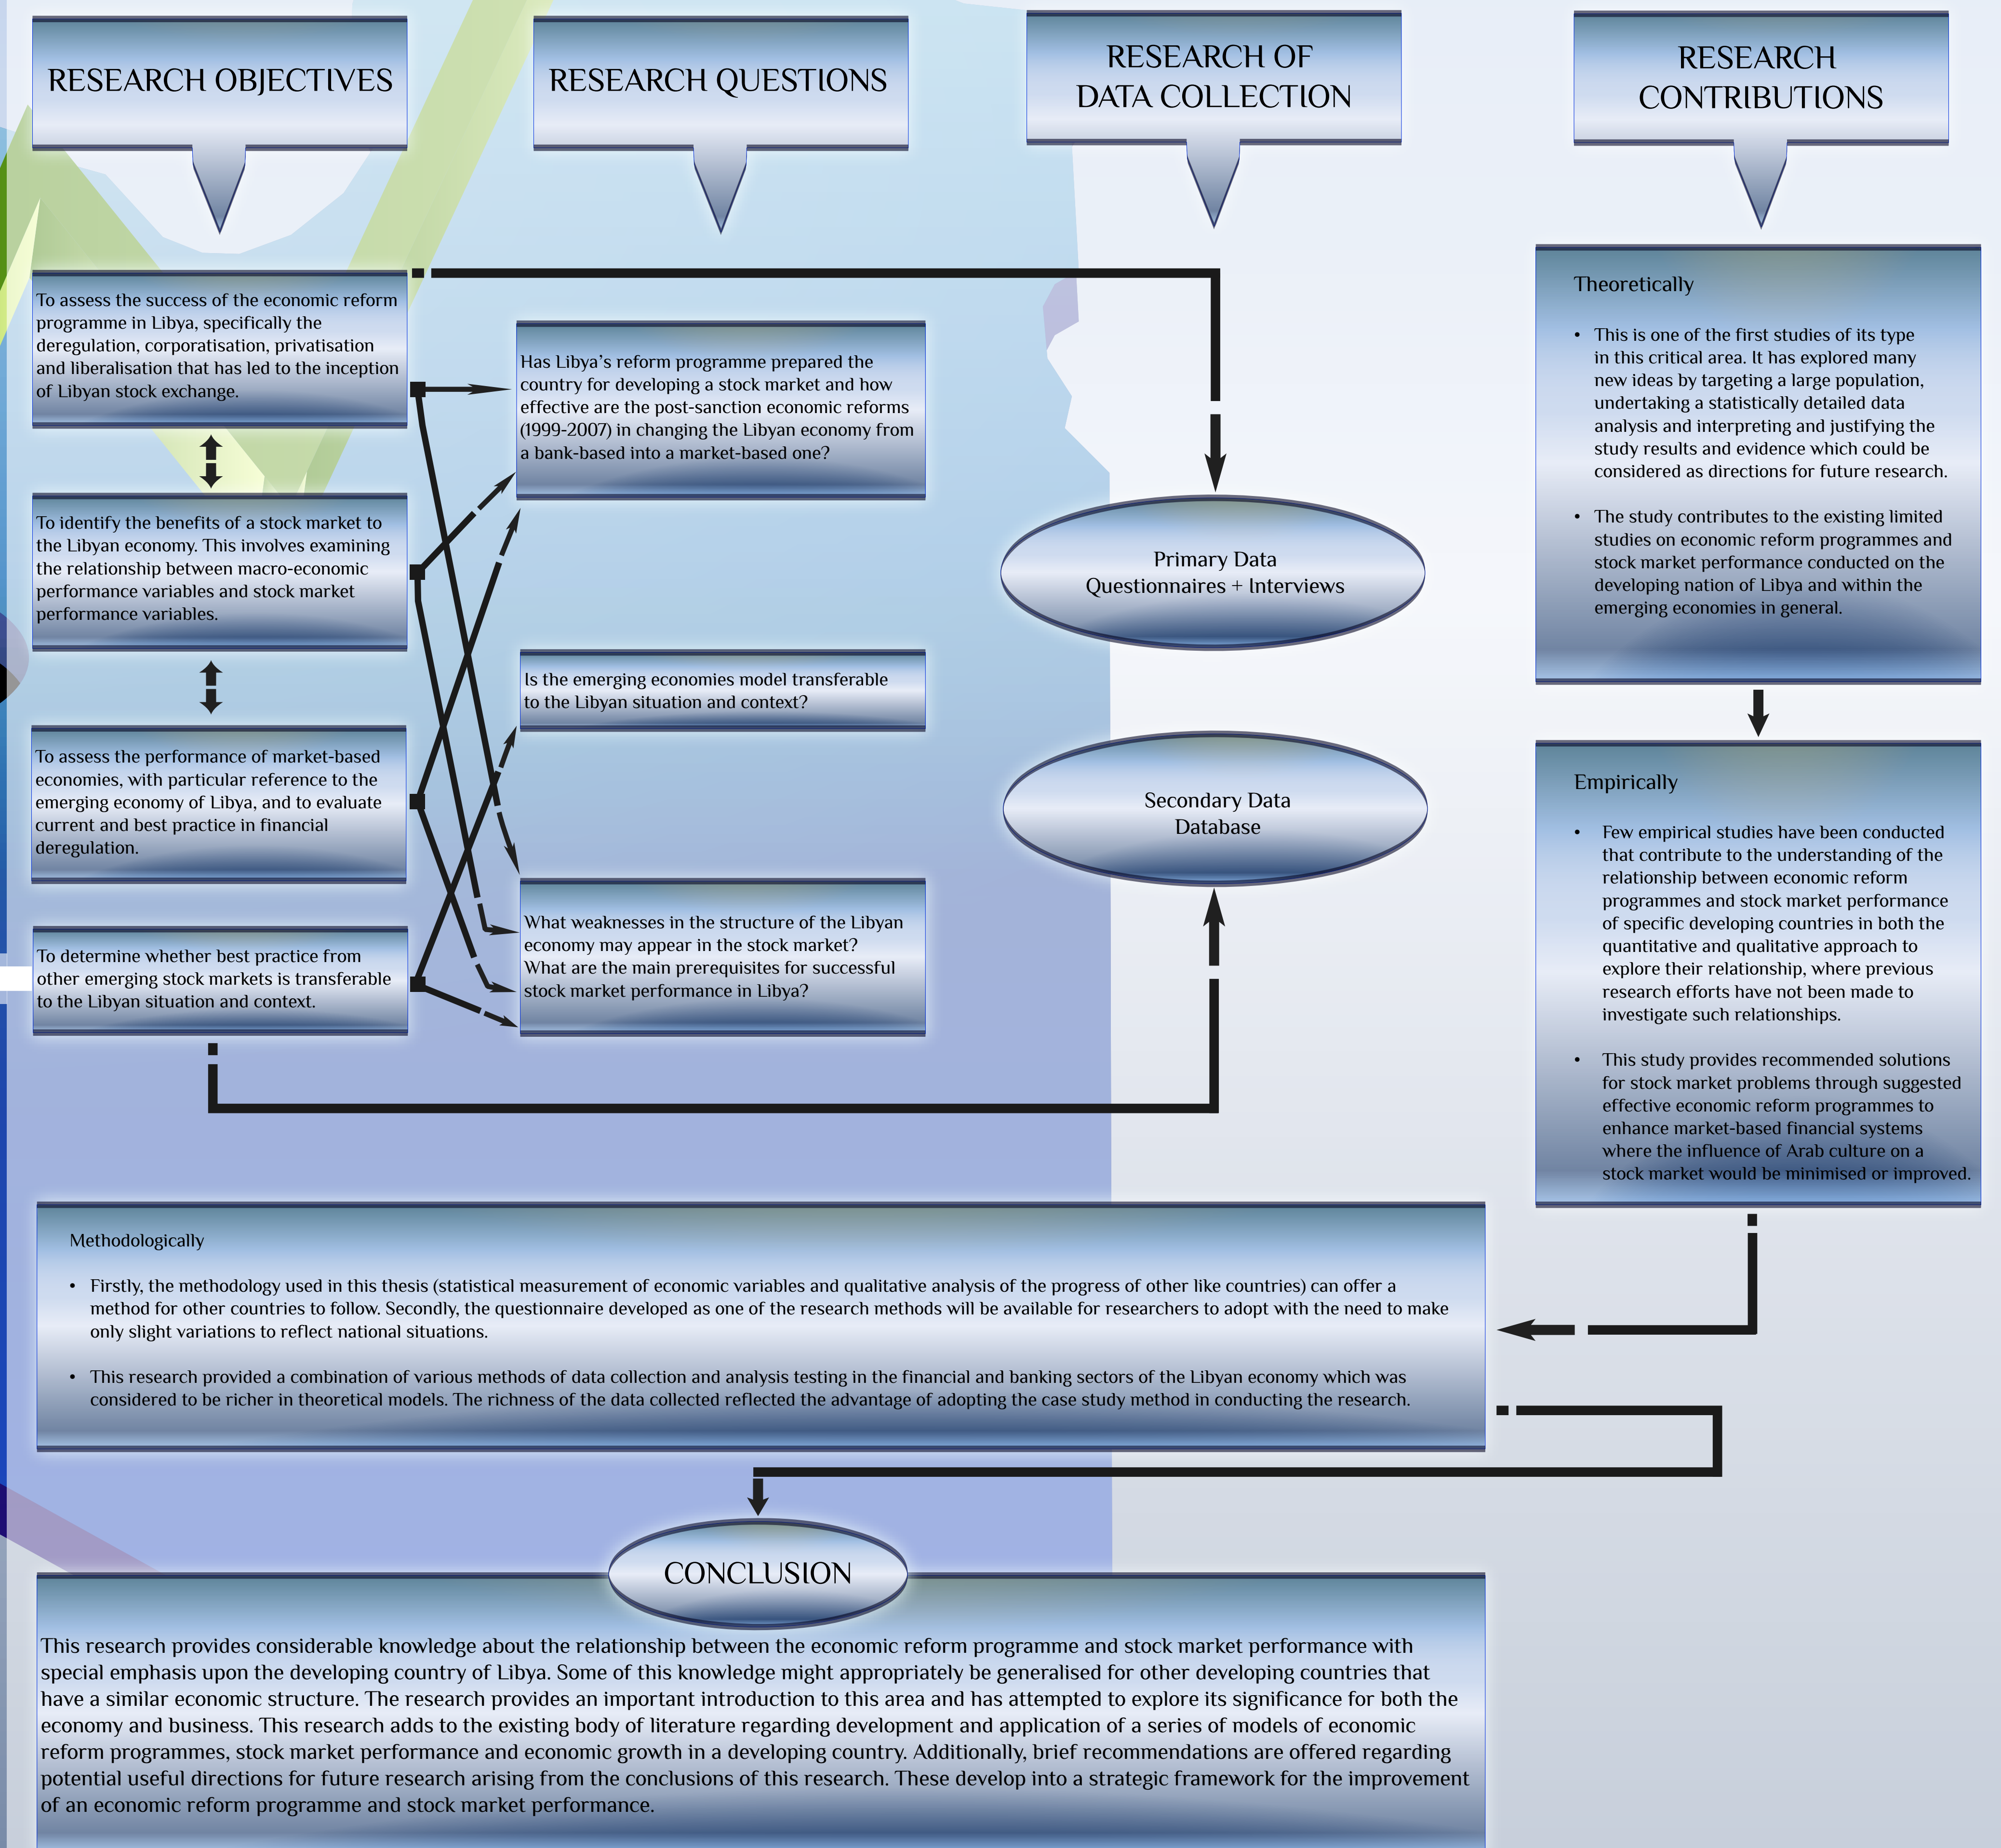 RESEARCH OBJECTIVES
RESEARCH QUESTIONS
RESEARCH OF
DATA COLLECTION
RESEARCH
CONTRIBUTIONS
To assess the success of the economic reform
programme in Libya, specifically the
deregulation, corporatisation, privatisation
and liberalisation that has led to the inception
of Libyan stock exchange.
To identify the benefits of a stock market to
the Libyan economy. This involves examining
the relationship between macro-economic
performance variables and stock market
performance variables.
To assess the performance of market-based
economies, with particular reference to the
emerging economy of Libya, and to evaluate
current and best practice in financial
deregulation.
To determine whether best practice from
other emerging stock markets is transferable
to the Libyan situation and context.
Has Libya's reform programme prepared the
country for developing a stock market and how
effective are the post-sanction economic reforms
(1999-2007) in changing the Libyan economy from
a bank-based into a market-based one?
Is the emerging economies model transferable
to the Libyan situation and context?
What weaknesses in the structure of the Libyan
economy may appear in the stock market?
What are the main prerequisites for successful
stock market performance in Libya?
Primary Data
Questionnaires + Interviews
Secondary Data
Database
Theoretically
• This is one of the first studies of its type
in this critical area. It has explored many
new ideas by targeting a large population,
undertaking a statistically detailed data
analysis and interpreting and justifying the
study results and evidence which could be
considered as directions for future research.
• The study contributes to the existing limited
studies on economic reform programmes and
stock market performance conducted on the
developing nation of Libya and within the
emerging economies in general.
Empirically
• Few empirical studies have been conducted
that contribute to the understanding of the
relationship between economic reform
programmes and stock market performance
of specific developing countries in both the
quantitative and qualitative approach to
explore their relationship, where previous
research efforts have not been made to
investigate such relationships.
• This study provides recommended solutions
for stock market problems through suggested
effective economic reform programmes to
enhance market-based financial systems
where the influence of Arab culture on a
stock market would be minimised or improved.
Methodologically
• Firstly, the methodology used in this thesis (statistical measurement of economic variables and qualitative analysis of the progress of other like countries) can offer a
method for other countries to follow. Secondly, the questionnaire developed as one of the research methods will be available for researchers to adopt with the need to make
only slight variations to reflect national situations.
• This research provided a combination of various methods of data collection and analysis testing in the financial and banking sectors of the Libyan economy which was
considered to be richer in theoretical models. The richness of the data collected reflected the advantage of adopting the case study method in conducting the research.
CONCLUSION
This research provides considerable knowledge about the relationship between the economic reform programme and stock market performance with
special emphasis upon the developing country of Libya. Some of this knowledge might appropriately be generalised for other developing countries that
have a similar economic structure. The research provides an important introduction to this area and has attempted to explore its significance for both the
economy and business. This research adds to the existing body of literature regarding development and application of a series of models of economic
reform programmes, stock market performance and economic growth in a developing country. Additionally, brief recommendations are offered regarding
potential useful directions for future research arising from the conclusions of this research. These develop into a strategic framework for the improvement
of an economic reform programme and stock market performance.